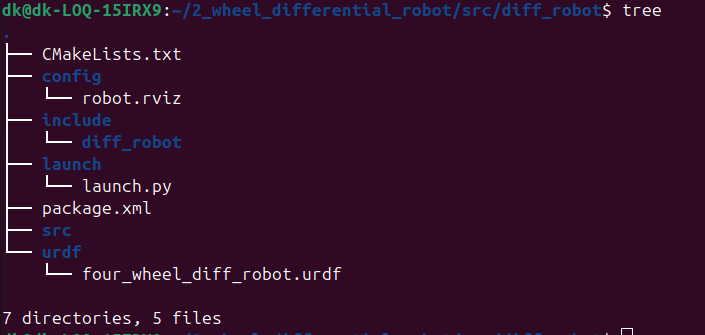 dk@dk-LOQ-15IRX9:~/2_wheel_differential_robot/src/diff_robot$ tree
.
├── CMakeLists.txt
├── config
│   └── robot.rviz
├── include
│   └── diff_robot
├── launch
│   └── launch.py
├── package.xml
├── src
└── urdf
    └── four_wheel_diff_robot.urdf

7 directories, 5 files